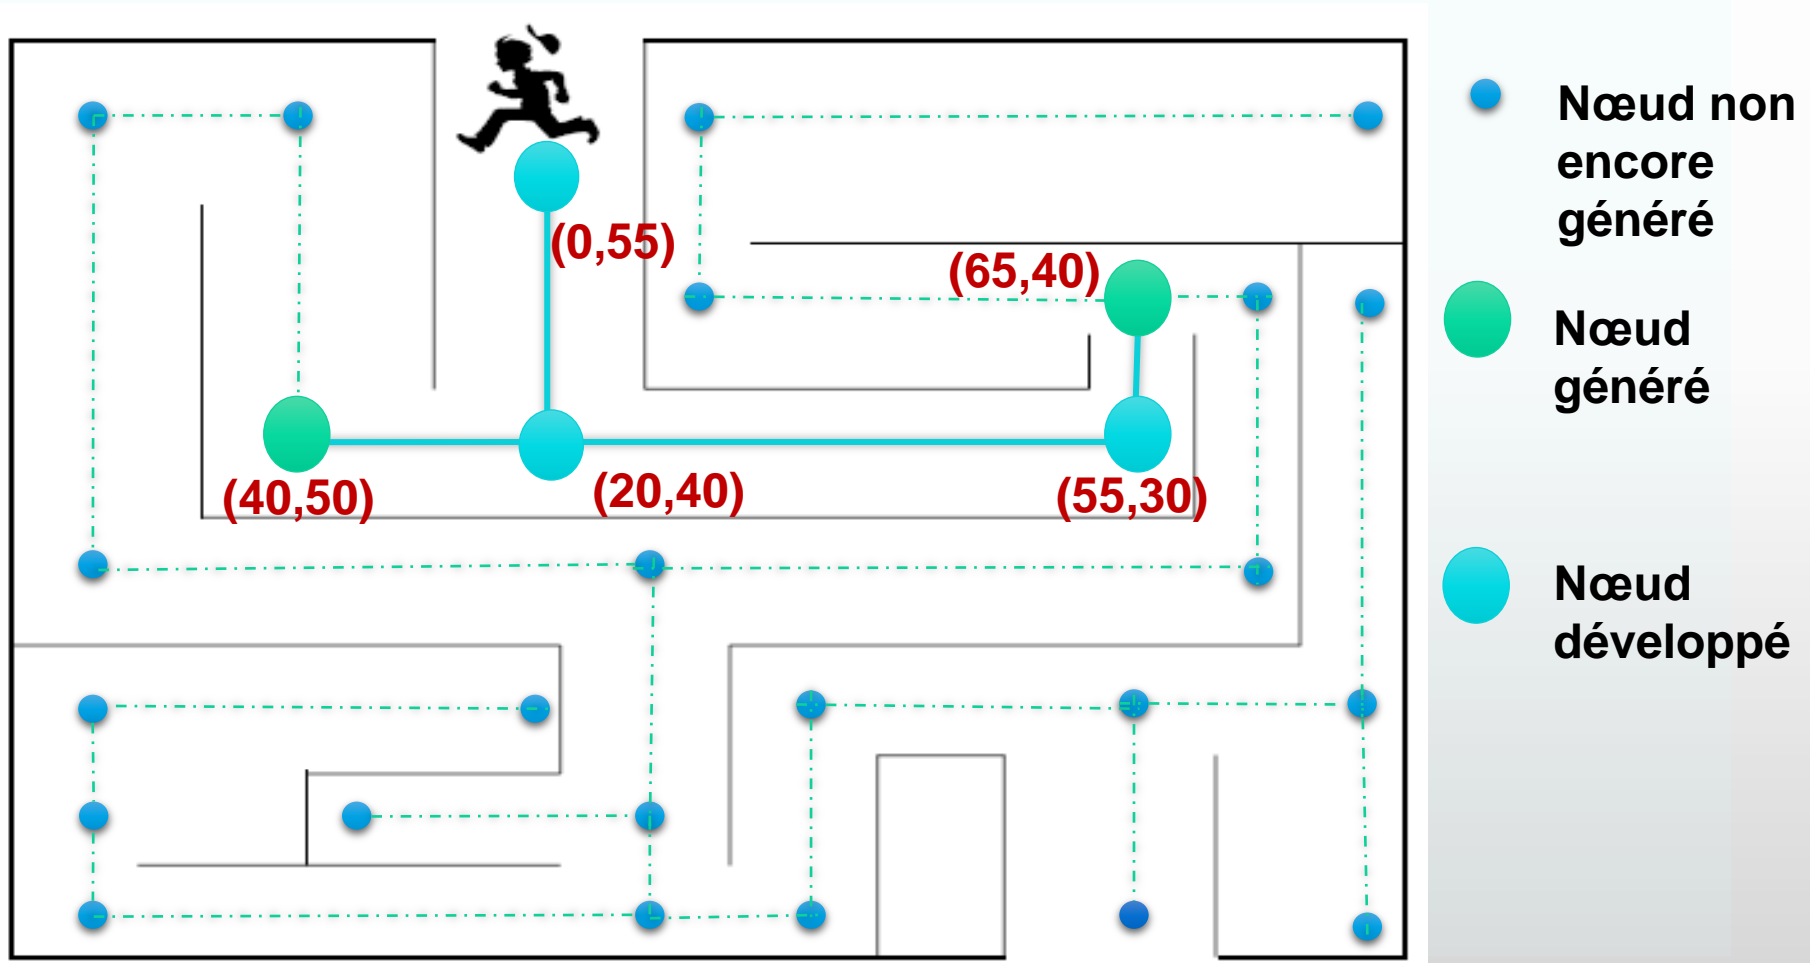 (0,55)
(65,40)
(40,50)
(20,40)
(55,30)
Nœud non
encore
généré
Nœud
généré
Nœud
développé